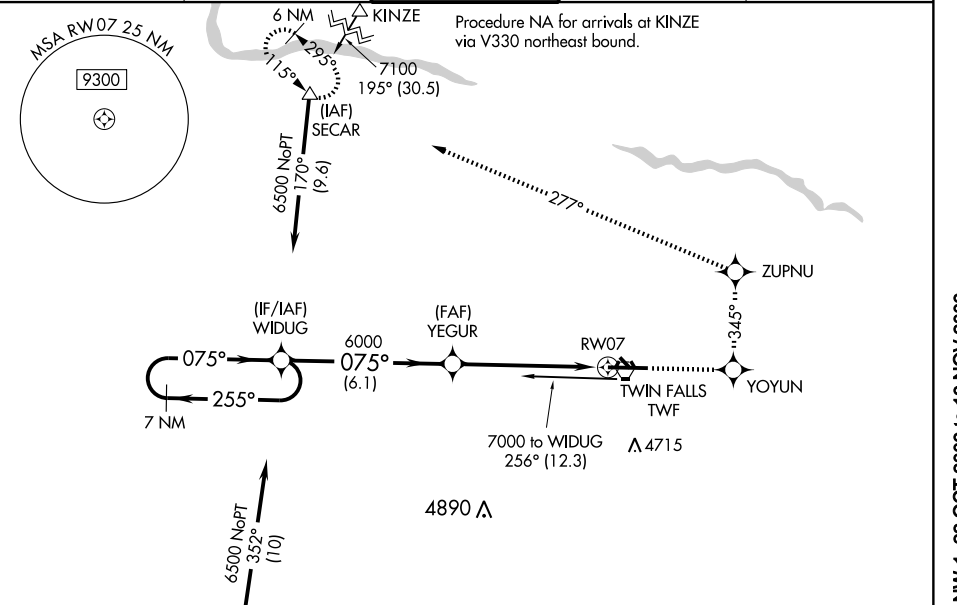 MSA RW07 25 NM
9300
6 NM
KINZE
Procedure NA for arrivals at KINZE
via V330 northeast bound.
295°
115°
7100
195° (30.5)
(IAF)
SECAR
6500 NoPT
170°
(9.6)
277°
ZUPNU
345°
(IF/IAF)
WIDUG
(FAF)
YEGUR
6000
075°
(6.1)
RW07
075°
255°
7 NM
TWIN FALLS
TWF
YOYUN
7000 to WIDUG
256° (12.3)
4715
4890
6500 NoPT
352°
(10)